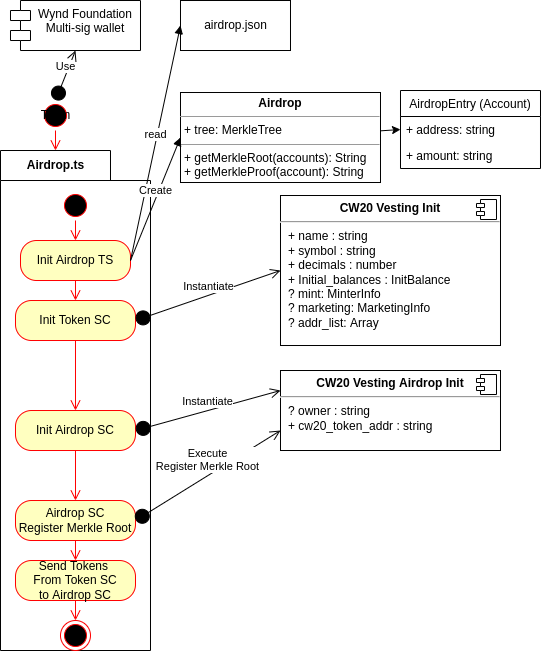 Wynd Foundation
Multi-sig wallet
airdrop.json
Use
Airdrop
+ tree: MerkleTree
+ getMerkleRoot(accounts): String
+ getMerkleProof(account): String
AirdropEntry (Account)
+ address: string
+ amount: string
read
Airdrop.ts
Create
Init Airdrop TS
CW20 Vesting Init
+ name : string
+ symbol : string
+ decimals : number
+ Initial_balances : InitBalance
? mint: MinterInfo
? marketing: MarketingInfo
? addr_list: Array
Instantiate
Init Token SC
CW20 Vesting Airdrop Init
? owner : string
+ cw20_token_addr : string
Instantiate
Init Airdrop SC
Execute
Register Merkle Root
Airdrop SC
Register Merkle Root
Send Tokens
From Token SC
to Airdrop SC